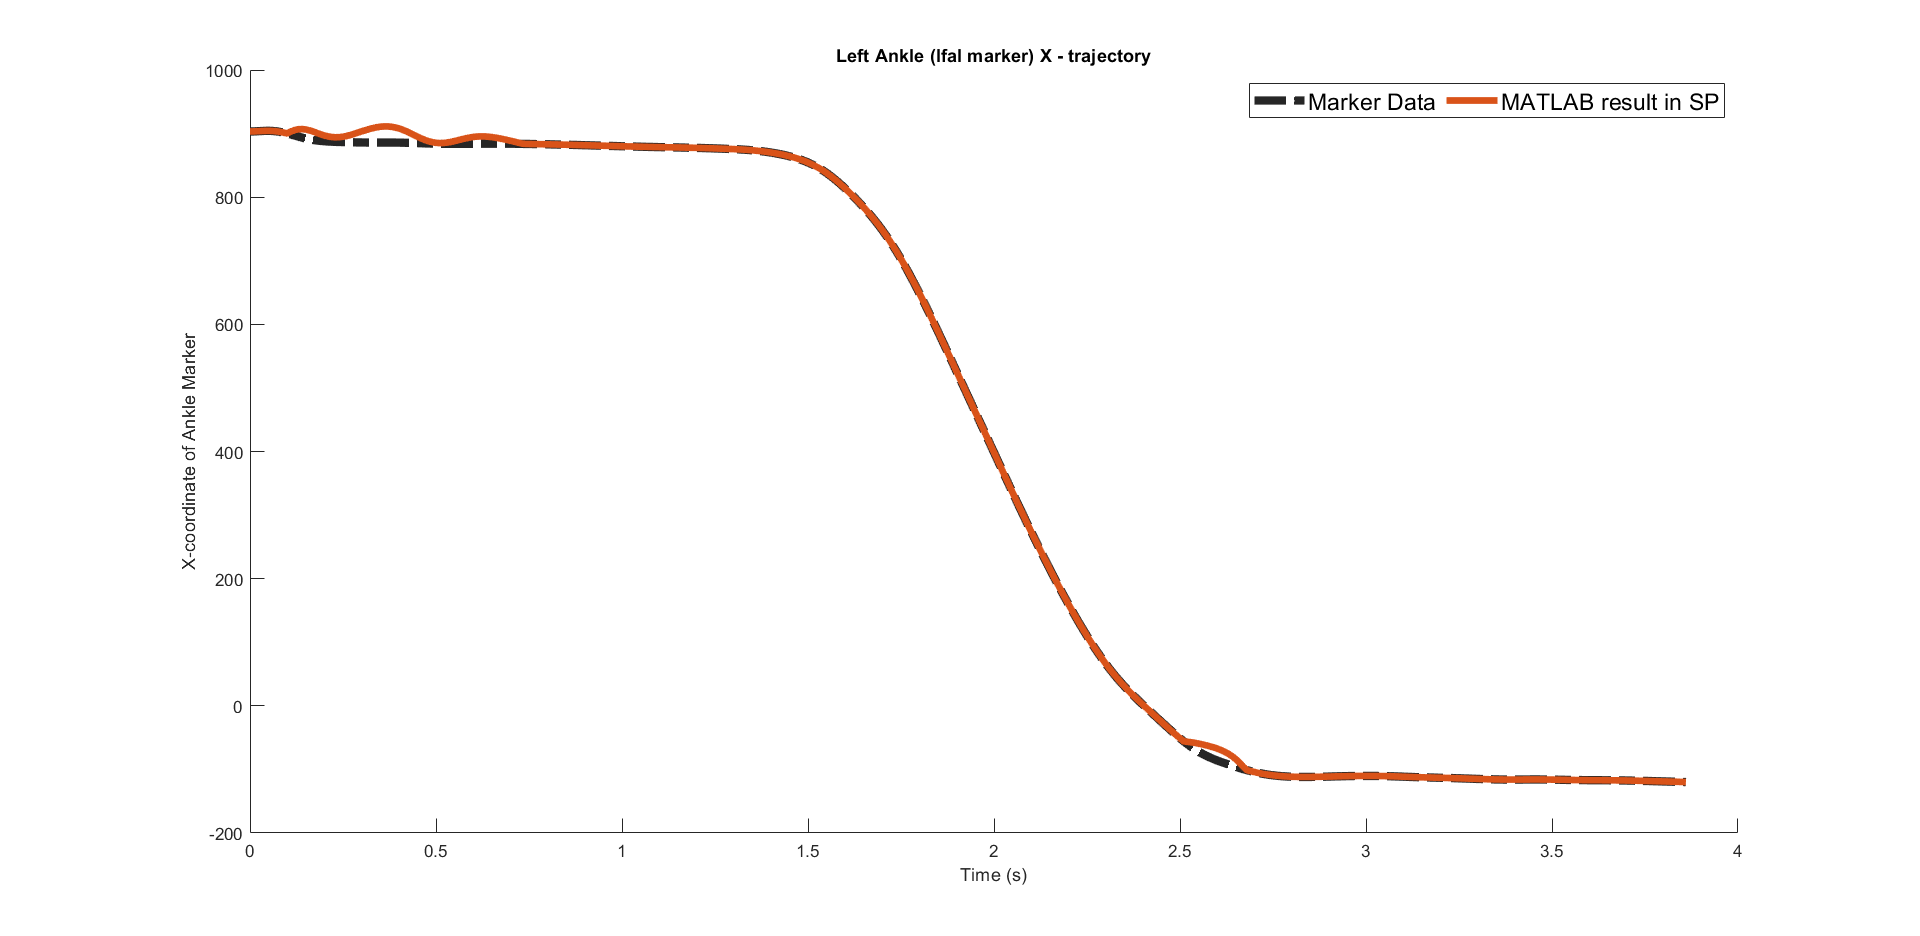 Left Ankle (lfal marker) X - trajectory
Marker Data
MATLAB result in SP
1000
800
600
400
200
0
-200
X-coordinate of Ankle Marker
0 0.5 1 1.5 2 2.5 3 3.5 4
Time (s)